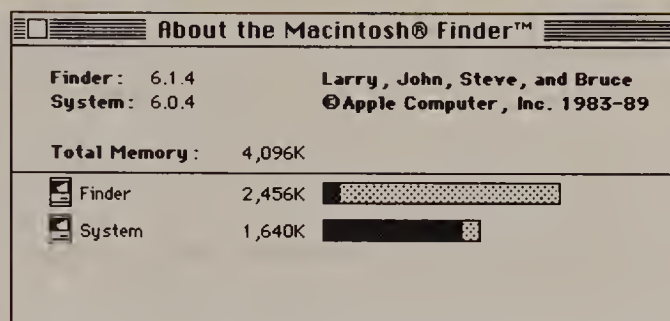 About the Macintosh® Finder™
Finder: 6.1.4 Larry, John, Steve, and Bruce
System: 6.0.4 ©Apple Computer, Inc. 1983-89
Total Memory: 4,096K
Finder 2,456K
System 1,640K